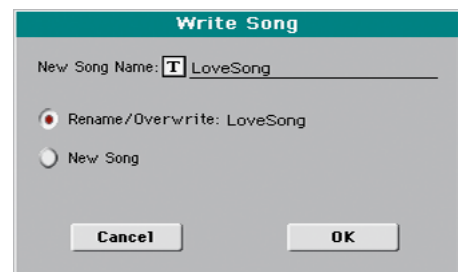 Write Song
New Song Name: T LoveSong
Rename/Overwrite: LoveSong
New Song
Cancel OK